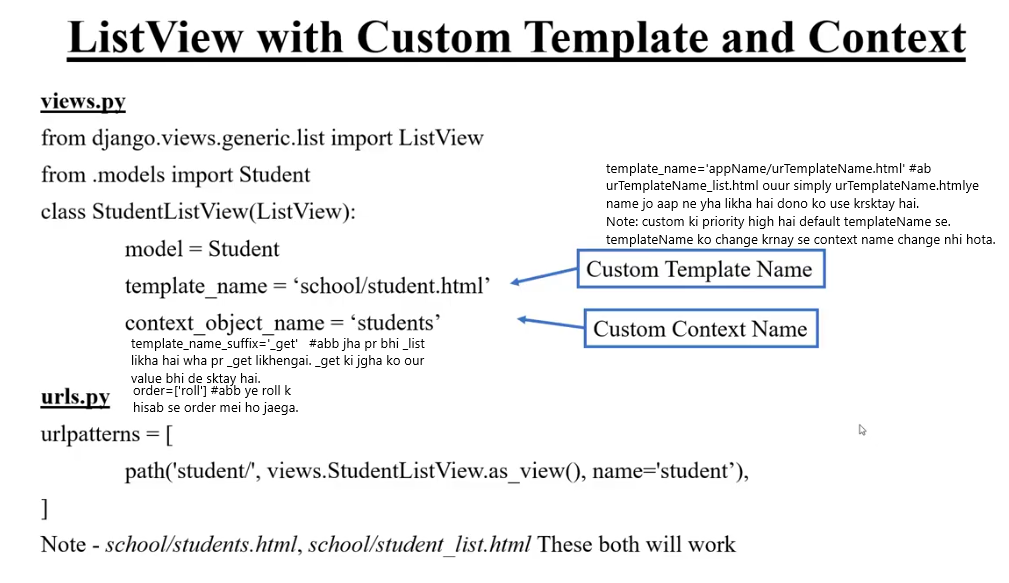 ListView with Custom Template and Context
views.py
from django.views.generic.list import ListView
from .models import Student
class StudentListView(ListView):
model = Student
template_name = ‘school/student.html’
context_object_name = ‘students’
template_name_suffix='_get' #abb jha pr bhi _list
likha hai wha pr _get likhengai. _get ki jgha ko our
value bhi de sktay hai.
order=['roll'] #abb ye roll k
hisab se order mei ho jaega.
template_name='appName/urTemplateName.html' #ab
urTemplateName_list.html ouur simply urTemplateName.htmlye
name jo aap ne yha likha hai dono ko use krsktay hai.
Note: custom ki priority high hai default templateName se.
templateName ko change krnay se context name change nhi hota.
Custom Template Name
Custom Context Name
urls.py
urlpatterns = [
path('student/', views.StudentListView.as_view(), name='student’),
]
Note - school/students.html, school/student_list.html These both will work